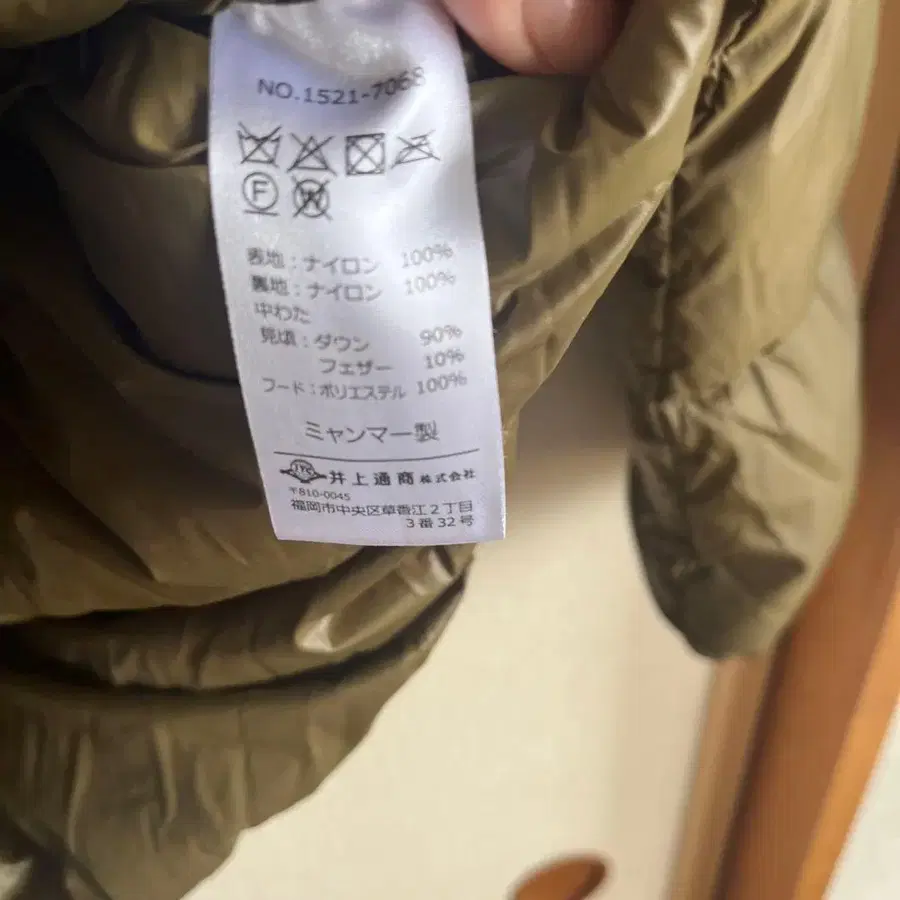 NO.1521-7068
F
W
表地：ナイロン 100%
裏地：ナイロン 100%
中わた
見頃：ダウン 90%
フェザー 10%
フード：ポリエステル 100%
ミャンマー製
IYC 井上通商株式会社
〒810-0045
福岡市中央区草香江2丁目
3番32号